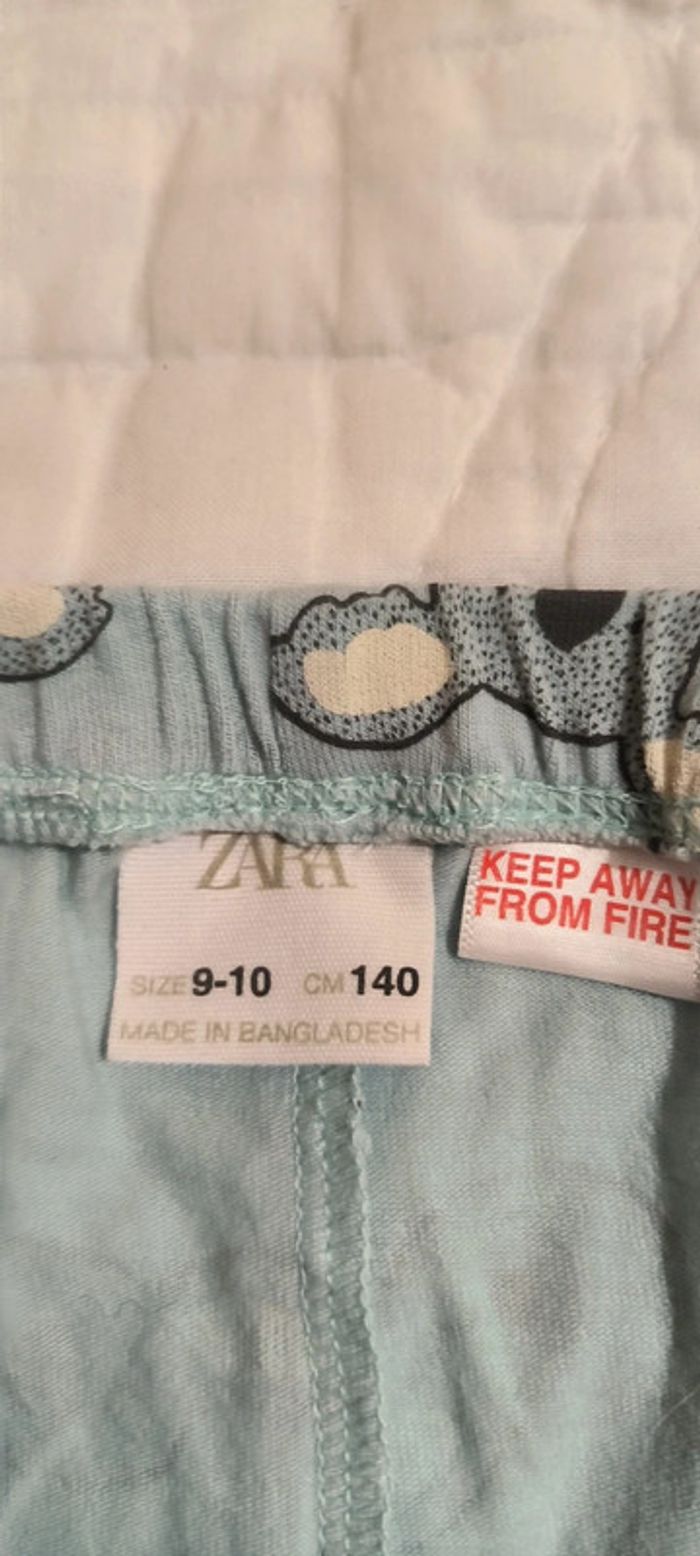 ZARA
SIZE 9-10 CM 140
MADE IN BANGLADESH
KEEP AWAY
FROM FIRE